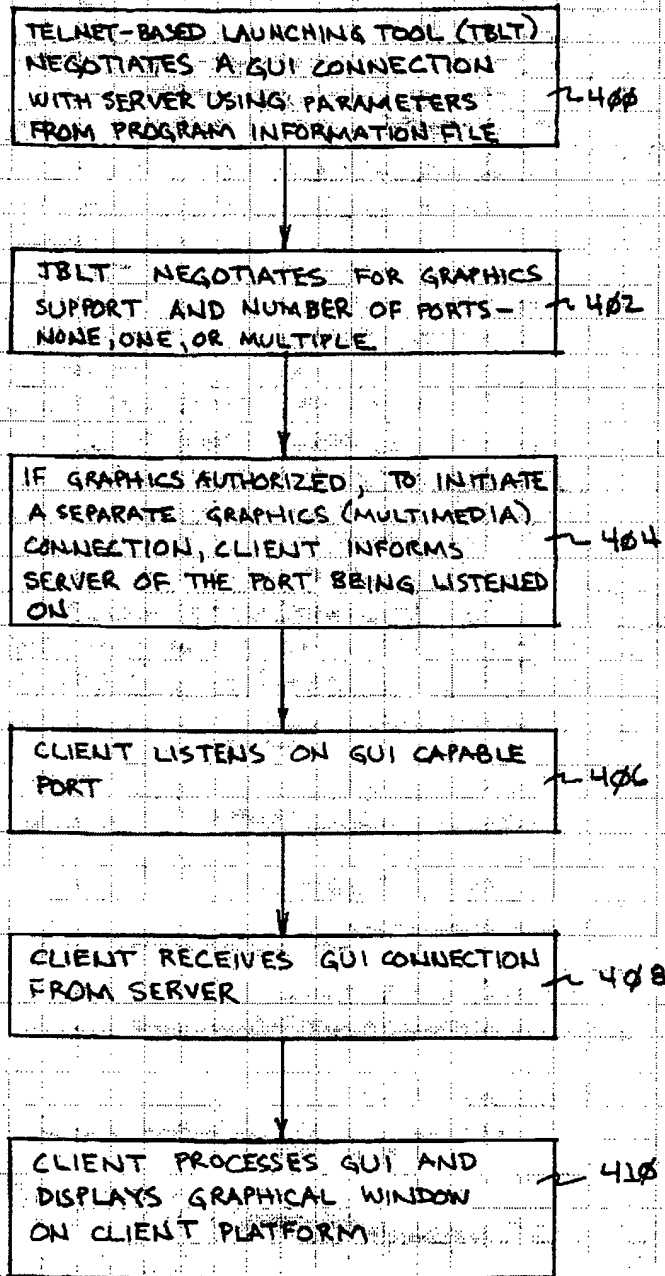 TELNET-BASED LAUNCHING TOOL (TBLT)
NEGOTIATES A GUI CONNECTION
WITH SERVER USING PARAMETERS
FROM PROGRAM INFORMATION FILE
400
TBLT NEGOTIATES FOR GRAPHICS
SUPPORT AND NUMBER OF PORTS-
NONE, ONE, OR MULTIPLE
402
IF GRAPHICS AUTHORIZED, TO INITIATE
A SEPARATE GRAPHICS (MULTIMEDIA)
CONNECTION, CLIENT INFORMS
SERVER OF THE PORT BEING LISTENED
ON
404
CLIENT LISTENS ON GUI CAPABLE
PORT
406
CLIENT RECEIVES GUI CONNECTION
FROM SERVER
408
CLIENT PROCESSES GUI AND
DISPLAYS GRAPHICAL WINDOW
ON CLIENT PLATFORM
410